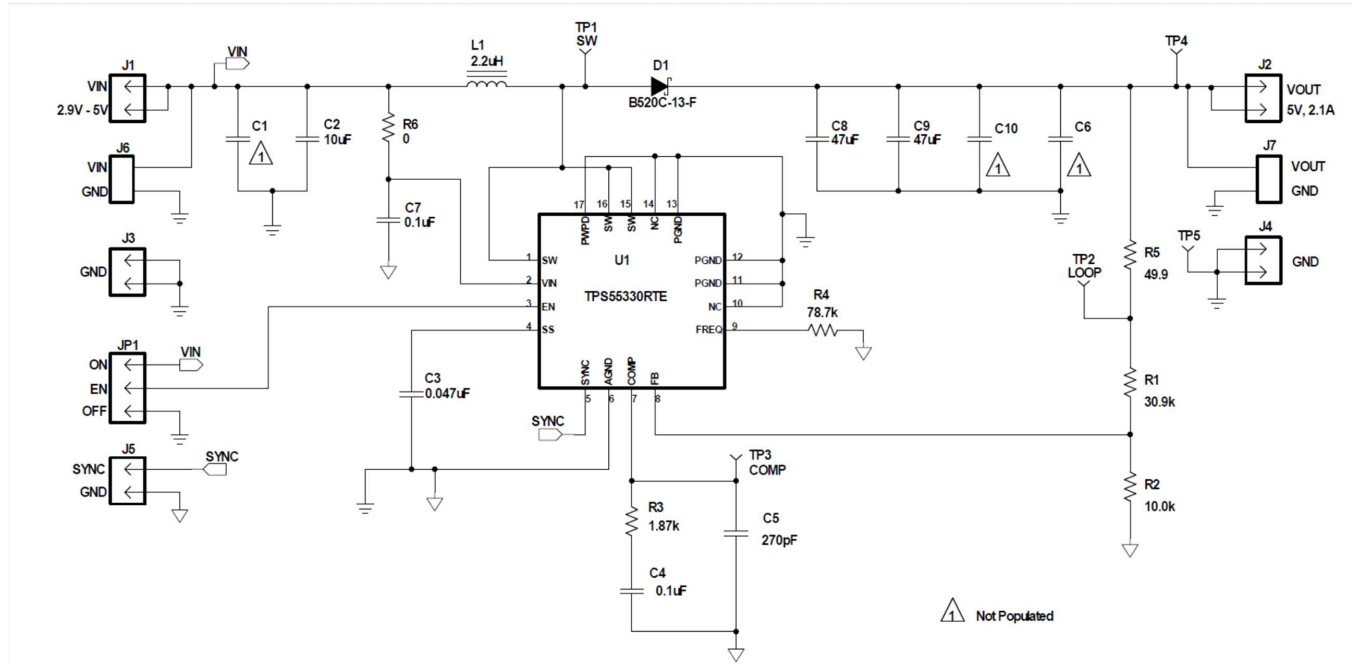 TP1
SW
L1
2.2uH
TP4
VIN
J1
VIN
2.9V - 5V
D1
B520C-13-F
J2
VOUT
5V, 2.1A
C1
1
C2
10uF
R6
0
C8
47uF
C9
47uF
C10
1
C6
1
J6
VIN
GND
J7
VOUT
GND
C7
0.1uF
17
16
15
14
13
PWPD
SW
SW
NC
PGND
U1
TPS55330RTE
1
SW
2
VIN
3
EN
4
SS
PGND
12
PGND
11
NC
10
FREQ
9
SYNC
AGND
COMP
FB
5
6
7
8
J3
GND
TP5
J4
GND
TP2
LOOP
R5
49.9
R4
78.7k
JP1
ON
EN
OFF
VIN
C3
0.047uF
R1
30.9k
SYNC
J5
SYNC
GND
SYNC
TP3
COMP
R2
10.0k
R3
1.87k
C5
270pF
C4
0.1uF
1 Not Populated